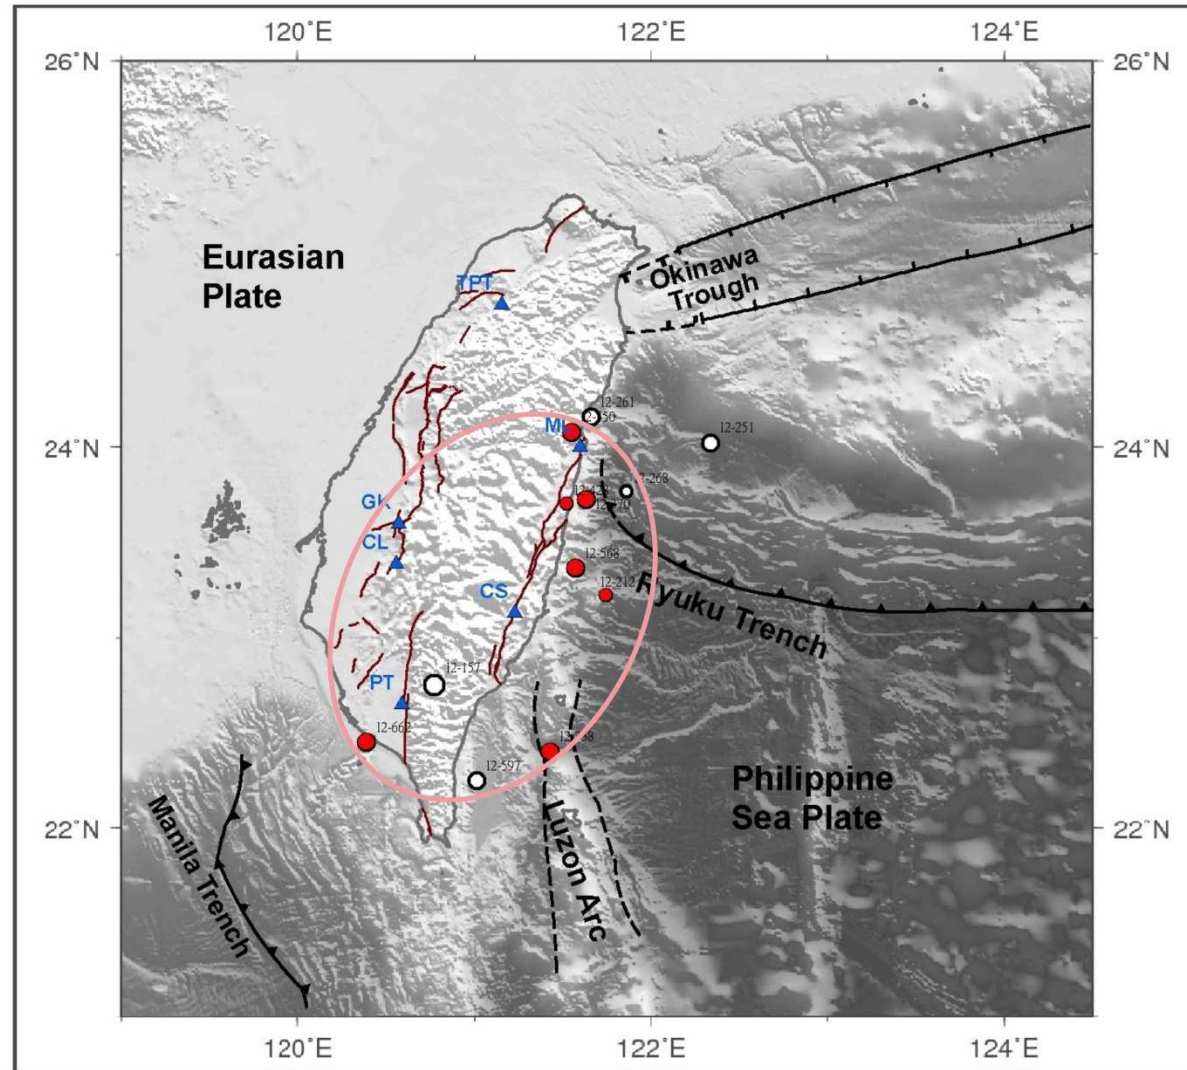 120°E
122°E
124°E
26°N
26°N
Eurasian
Plate
TPT
Okinawa
Trough
12-261
24°N
24°N
12-251
GK
CL
12-568
CS
12-212
Ryuku Trench
12-157
PT
12-662
12-597
Philippine
Sea Plate
22°N
22°N
Manila Trench
Luzon Arc
120°E
122°E
124°E